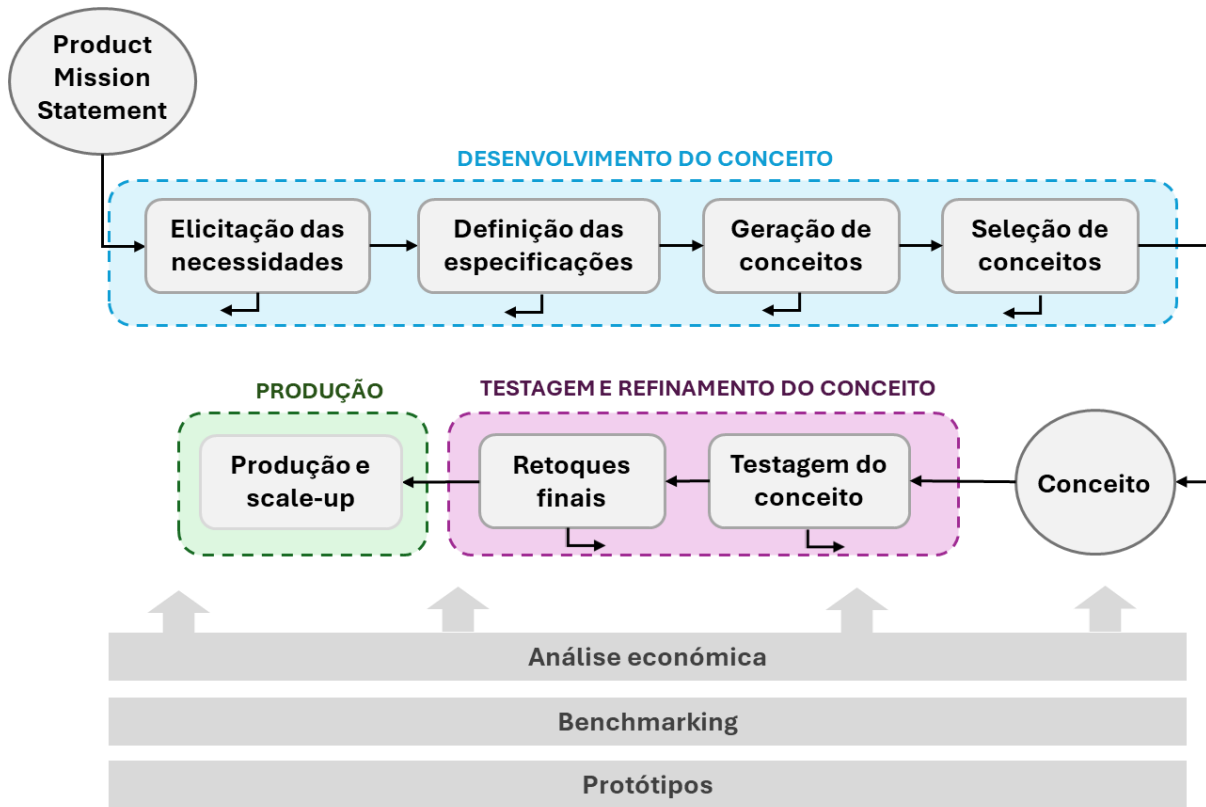 Product
Mission
Statement
DESENVOLVIMENTO DO CONCEITO
Elicitação das
necessidades
Definição das
especificações
Geração de
conceitos
Seleção de
conceitos
PRODUÇÃO
TESTAGEM E REFINAMENTO DO CONCEITO
Produção e
scale-up
Retoques
finais
Testagem do
conceito
Conceito
Análise económica
Benchmarking
Protótipos